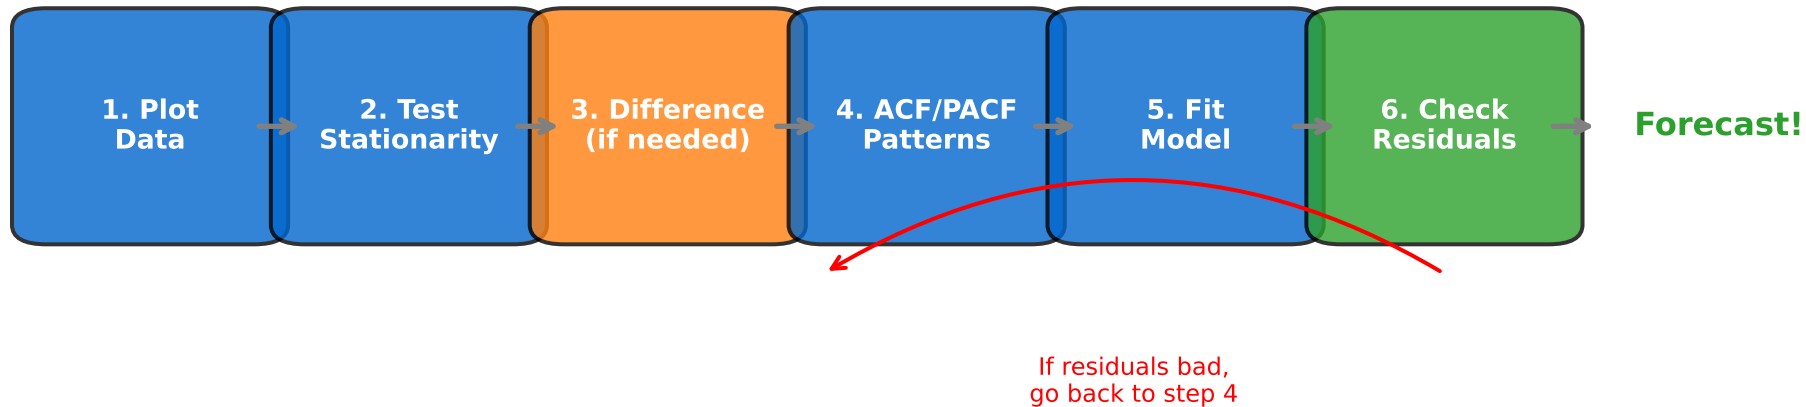 1. Plot
Data
2. Test
Stationarity
3. Difference
(if needed)
4. ACF/PACF
Patterns
5. Fit
Model
6. Check
Residuals
Forecast!
If residuals bad,
go back to step 4